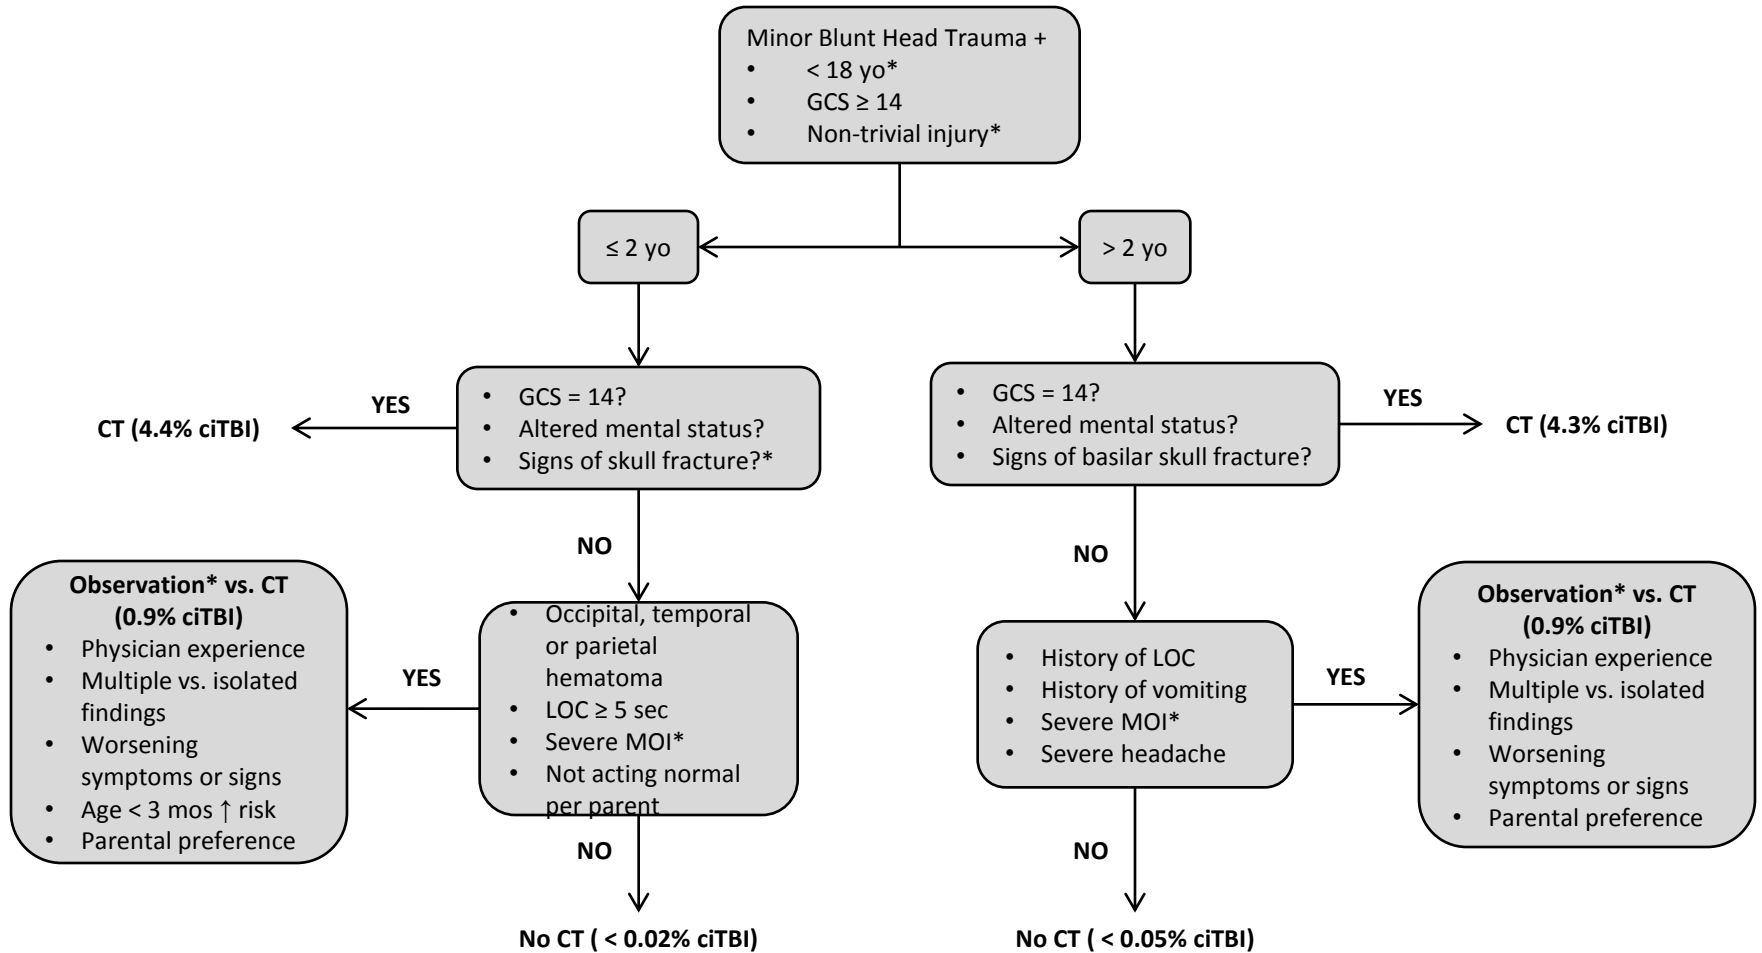 Minor Blunt Head Trauma +
• < 18 yo*
• GCS ≥ 14
• Non-trivial injury*
≤ 2 yo
> 2 yo
• GCS = 14?
• Altered mental status?
• Signs of skull fracture?*
YES
CT (4.4% ciTBI)
• GCS = 14?
• Altered mental status?
• Signs of basilar skull fracture?
YES
CT (4.3% ciTBI)
NO
NO
Observation* vs. CT
(0.9% ciTBI)
• Physician experience
• Multiple vs. isolated
findings
• Worsening
symptoms or signs
• Age < 3 mos ↑ risk
• Parental preference
YES
• Occipital, temporal
or parietal
hematoma
• LOC ≥ 5 sec
• Severe MOI*
• Not acting normal
per parent
• History of LOC
• History of vomiting
• Severe MOI*
• Severe headache
YES
Observation* vs. CT
(0.9% ciTBI)
• Physician experience
• Multiple vs. isolated
findings
• Worsening
symptoms or signs
• Parental preference
NO
NO
No CT ( < 0.02% ciTBI)
No CT ( < 0.05% ciTBI)